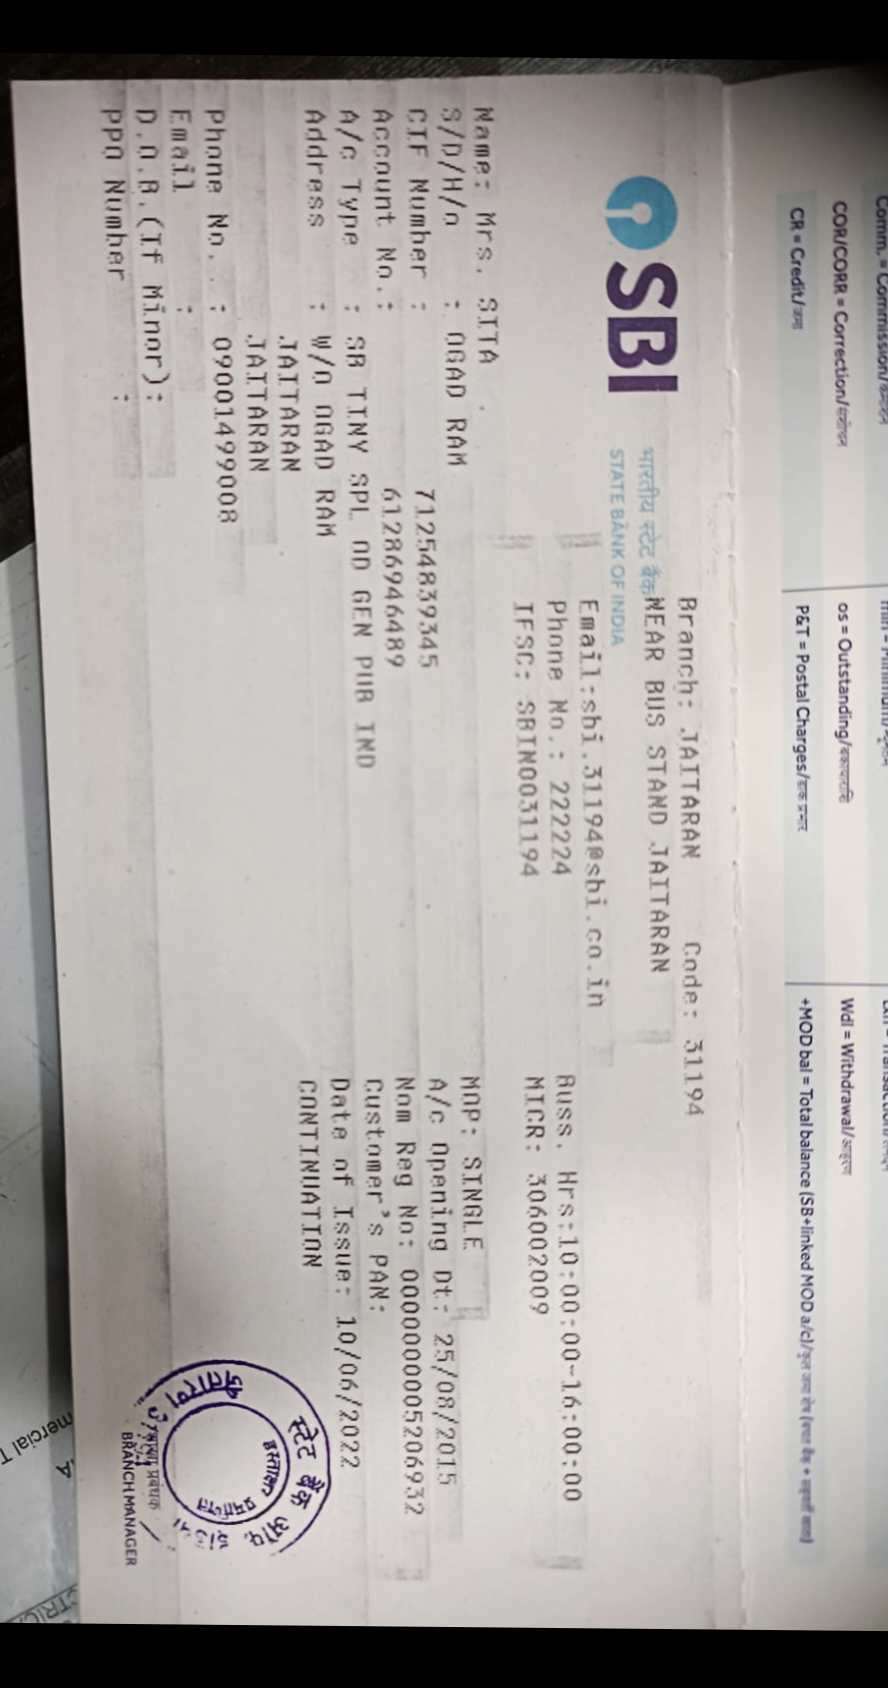 Comm. = Commission/कमीशन
COR/CORR = Correction/संशोधन
os = Outstanding/बकायाराशि
Wdl = Withdrawal/आहरण
CR = Credit/जमा
P&T = Postal Charges/डाक प्रभार
+MOD bal = Total balance (SB+linked MOD a/c)/कुल जमा शेष
SBI
भारतीय स्टेट बैंक
STATE BANK OF INDIA
Branch: JAITARAN Code: 31194
NEAR BUS STAND JAITARAN
Email:sbi.31194@sbi.co.in
Phone No.: 222224
Buss. Hrs:10:00:00-16:00:00
IFSC: SBIN0031194
MICR: 306002009
Name: Mrs. SITA
S/D/H/o : OGAD RAM
MOP: SINGLE
CIF Number : 71254839345
A/c Opening Dt.: 25/08/2015
Account No.: 61286946489
Nom Reg No: 0000000005206932
A/c Type : SB TINY SPL OD GEN PUB IND
Customer's PAN:
Address : W/O OGAD RAM
Date of Issue: 10/06/2022
JAITARAN
CONTINUATION
JAITARAN
Phone No. : 09001499008
Email :
D.O.B.(If Minor):
PPO Number :
स्टेट बैंक ऑफ
हस्ताक्षर प्रमाणित
जैतारण
शाखा प्रबंधक
BRANCH MANAGER